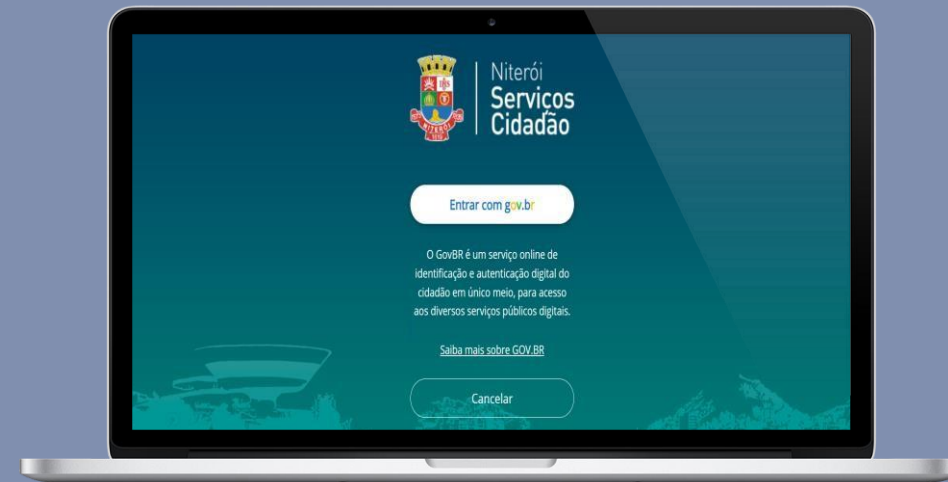 Niterói
Serviços
Cidadão
Entrar com gov.br
O GovBR é um serviço online de
identificação e autenticação digital do
cidadão em único meio, para acesso
aos diversos serviços públicos digitais.
Saiba mais sobre GOV.BR
Cancelar